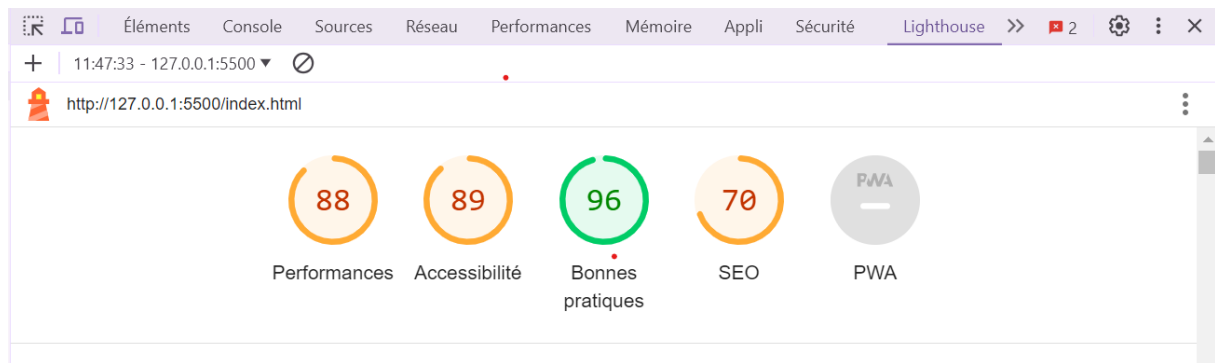 Éléments Console Sources Réseau Performances Mémoire Appli Sécurité Lighthouse 2
11:47:33 - 127.0.0.1:5500
http://127.0.0.1:5500/index.html
88 89 96 70 PWA
Performances Accessibilité Bonnes pratiques SEO PWA